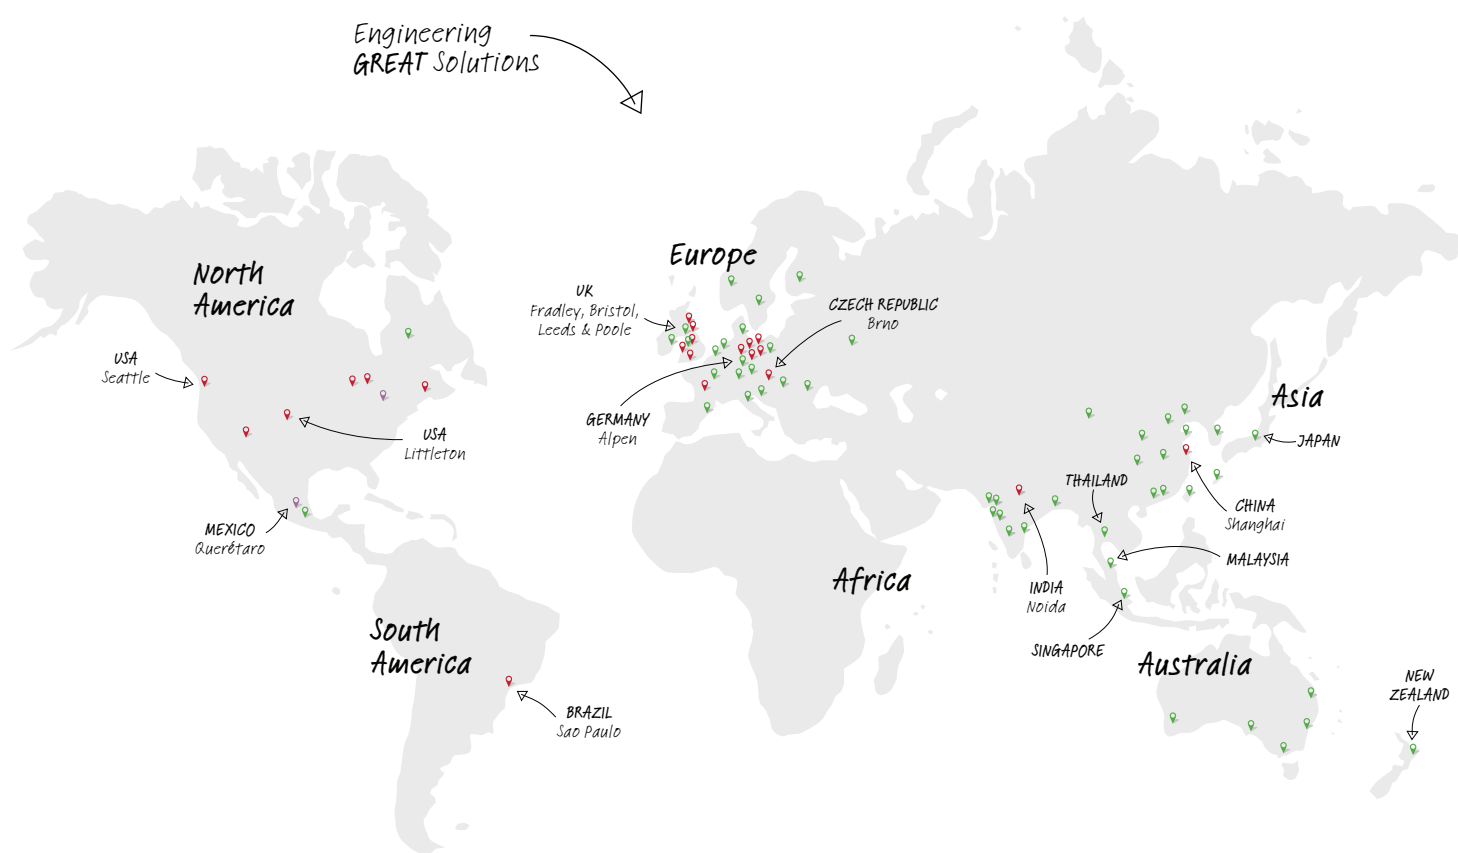 Engineering
GREAT Solutions
North
America
USA
Seattle
USA
Littleton
MEXICO
Querétaro
South
America
BRAZIL
Sao Paulo
Europe
UK
Fradley, Bristol,
Leeds & Poole
CZECH REPUBLIC
Brno
GERMANY
Alpen
Africa
Asia
JAPAN
THAILAND
CHINA
Shanghai
MALAYSIA
INDIA
Noida
SINGAPORE
Australia
NEW
ZEALAND